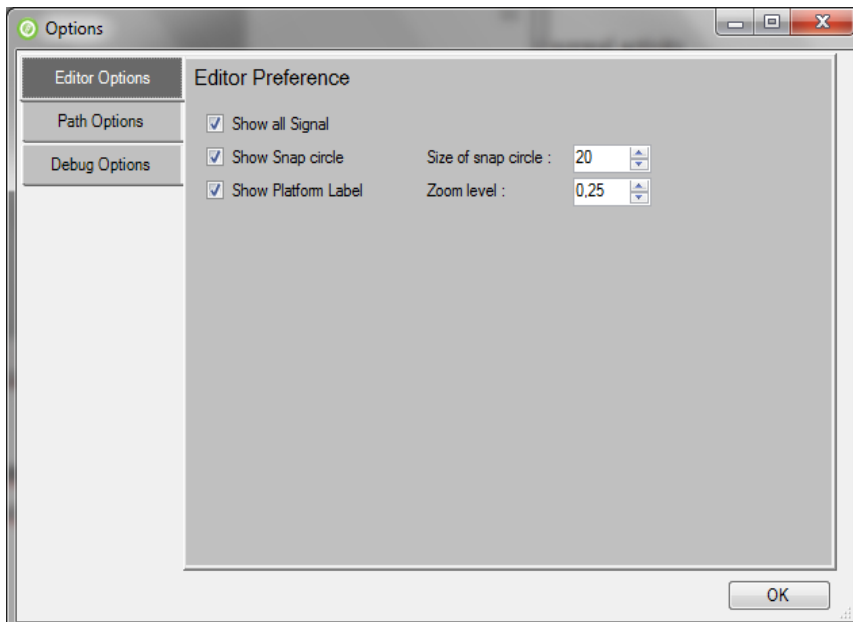 Options
Editor Options
Path Options
Debug Options
Editor Preference
Show all Signal
Show Snap circle Size of snap circle : 20
Show Platform Label Zoom level : 0,25
OK